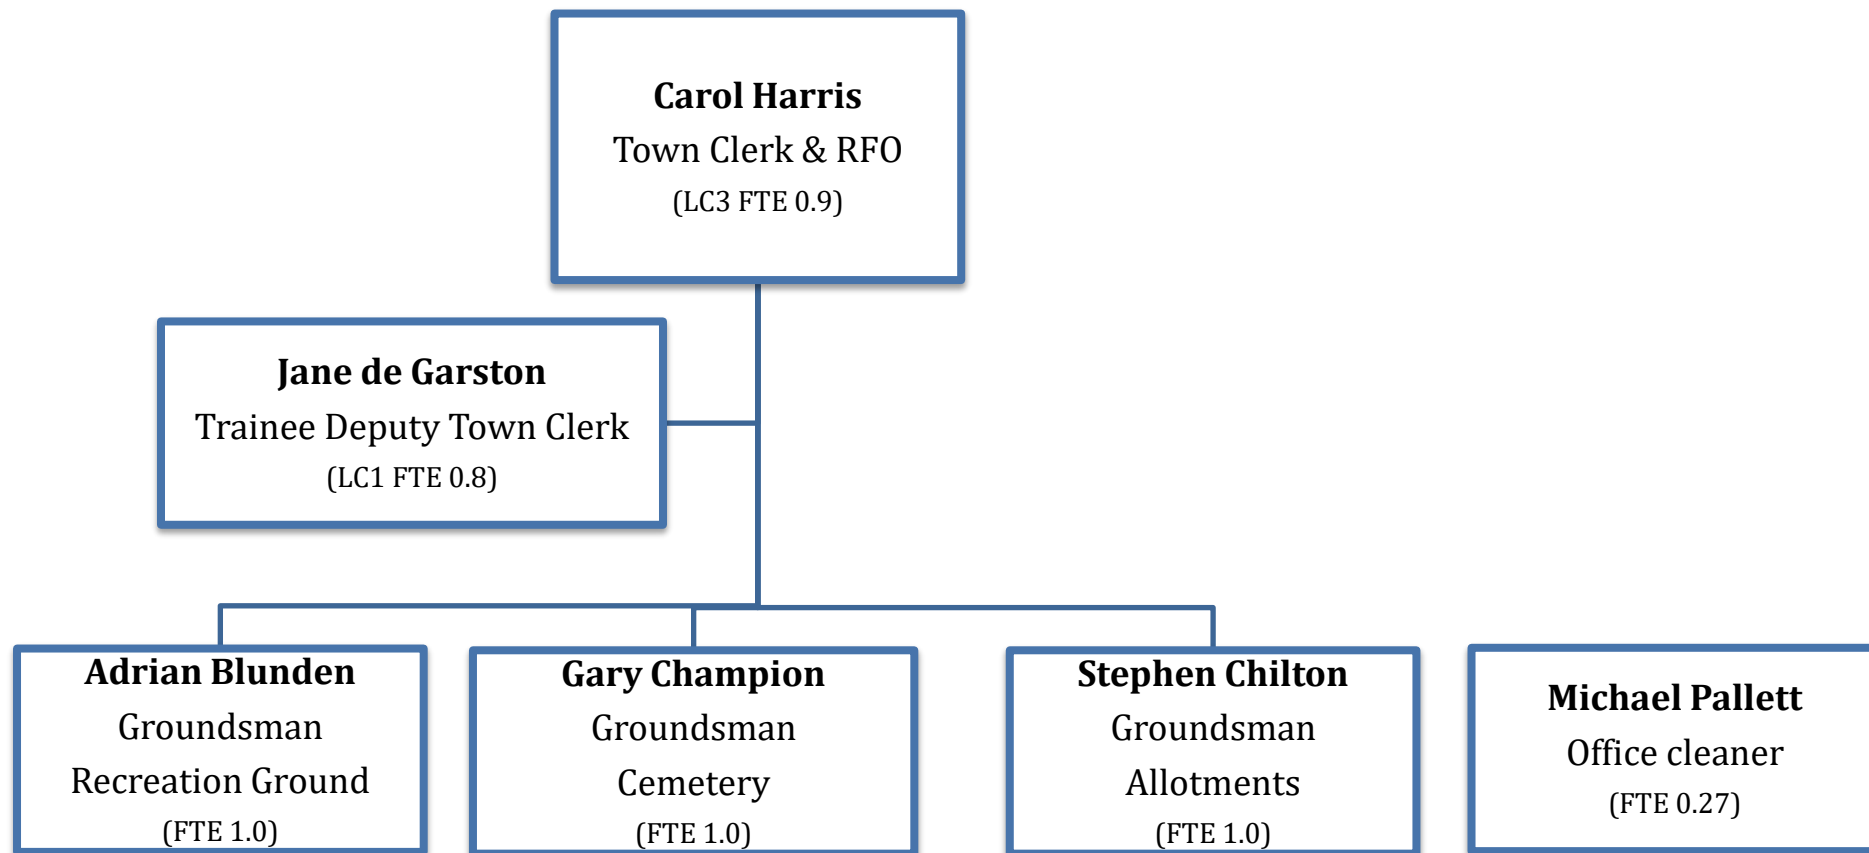 Carol Harris
Town Clerk & RFO
(LC3 FTE 0.9)
Jane de Garston
Trainee Deputy Town Clerk
(LC1 FTE 0.8)
Adrian Blunden
Groundsman
Recreation Ground
(FTE 1.0)
Gary Champion
Groundsman
Cemetery
(FTE 1.0)
Stephen Chilton
Groundsman
Allotments
(FTE 1.0)
Michael Pallett
Office cleaner
(FTE 0.27)